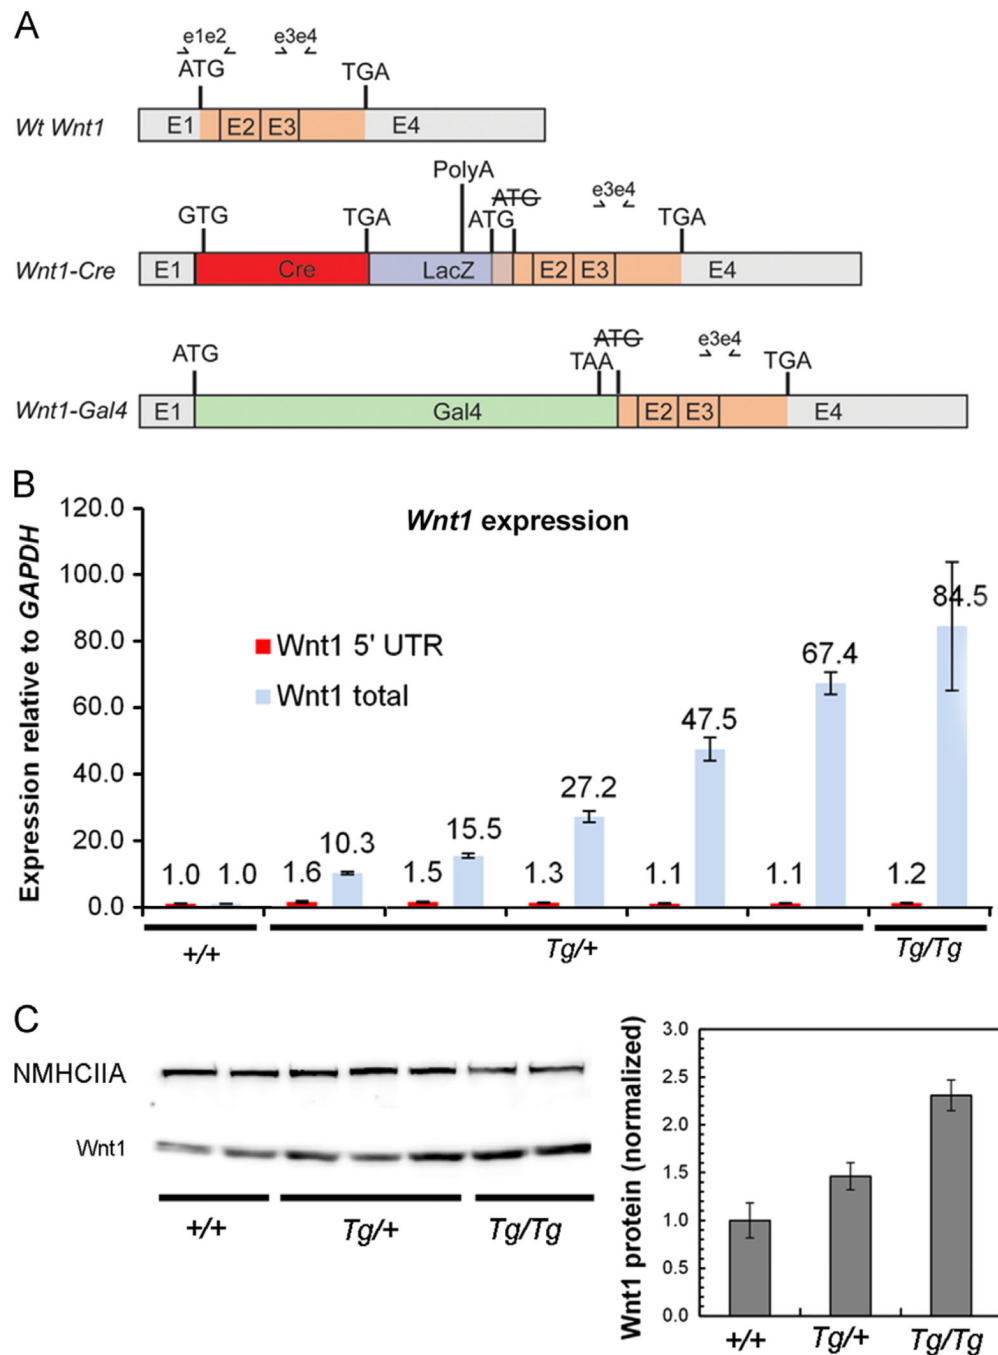 A
e1e2 e3e4
ATG TGA
Wt Wnt1 E1 E2 E3 E4
PolyA
GTG TGA ATG ATG e3e4 TGA
Wnt1-Cre E1 Cre LacZ E2 E3 E4
ATG TAA ATG e3e4 TGA
Wnt1-Gal4 E1 Gal4 E2 E3 E4
B
Wnt1 expression
Expression relative to GAPDH
120.0
100.0
80.0
60.0
40.0
20.0
0.0
Wnt1 5' UTR
Wnt1 total
1.0 1.0 1.6 10.3 1.5 15.5 1.3 27.2 1.1 47.5 1.1 67.4 1.2 84.5
+/+ Tg/+ Tg/Tg
C
NMHCIIA
Wnt1
+/+ Tg/+ Tg/Tg
Wnt1 protein (normalized)
3.0
2.5
2.0
1.5
1.0
0.5
0.0
+/+ Tg/+ Tg/Tg